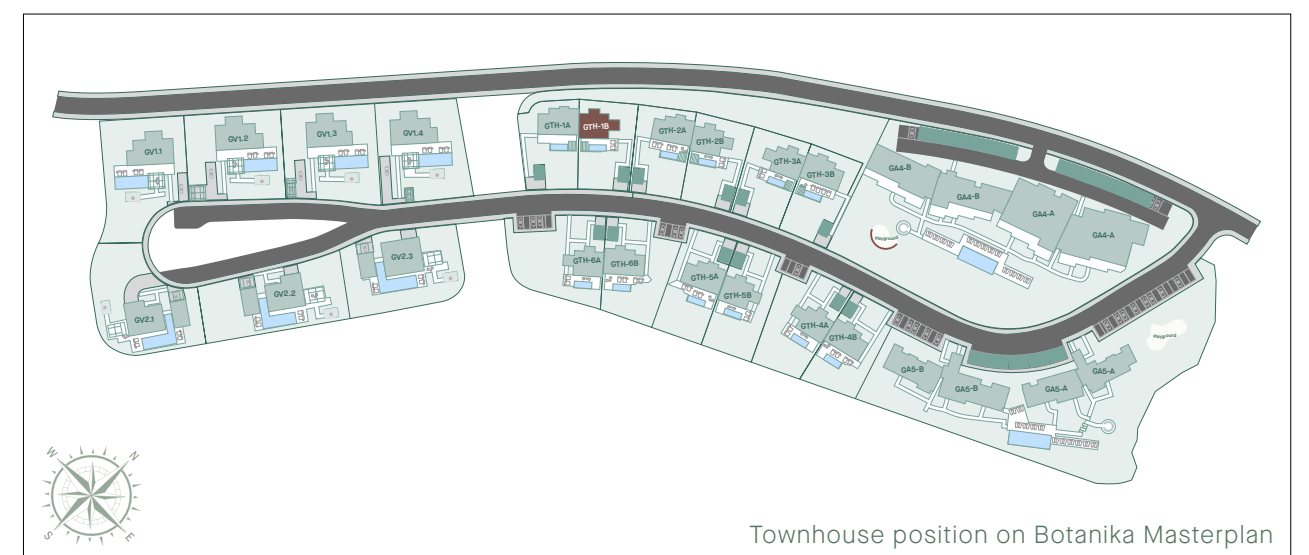 GV1.1
GV1.2
GV1.3
GV1.4
GTH-1A
GTH-1B
GTH-2A
GTH-2B
GTH-3A
GTH-3B
GA4-B
GA4-B
GA4-A
GA4-A
Playground
GV2.1
GV2.2
GV2.3
GTH-6A
GTH-6B
GTH-5A
GTH-5B
GTH-4A
GTH-4B
GA5-B
GA5-B
GA5-A
GA5-A
Playground
W
N
S
E
Townhouse position on Botanika Masterplan